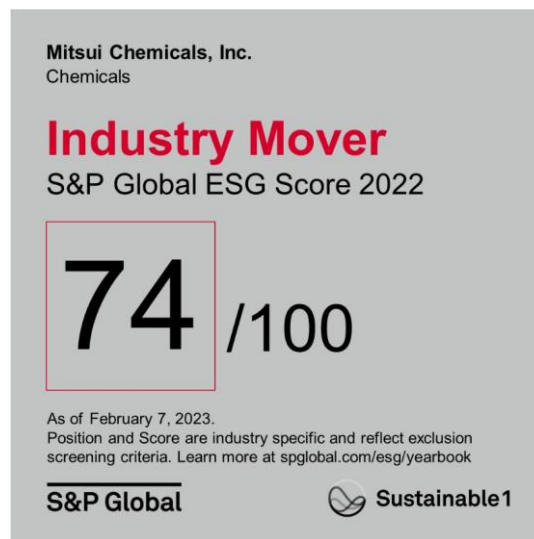 Mitsui Chemicals, Inc.
Chemicals
Industry Mover
S&P Global ESG Score 2022
74 /100
As of February 7, 2023.
Position and Score are industry specific and reflect exclusion
screening criteria. Learn more at spglobal.com/esg/yearbook
S&P Global
Sustainable1